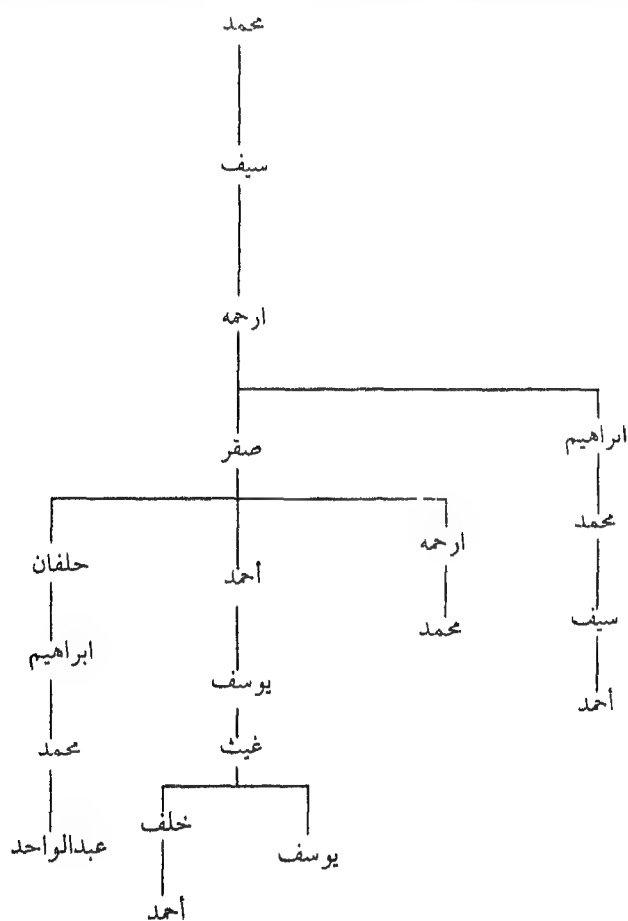 محمد
سيف
ارحمه
ابراهيم
صقر
محمد
ارحمه
أحمد
حلفان
سيف
محمد
ابراهيم
يوسف
أحمد
غيث
محمد
خلف
عبدالواحد
يوسف
أحمد